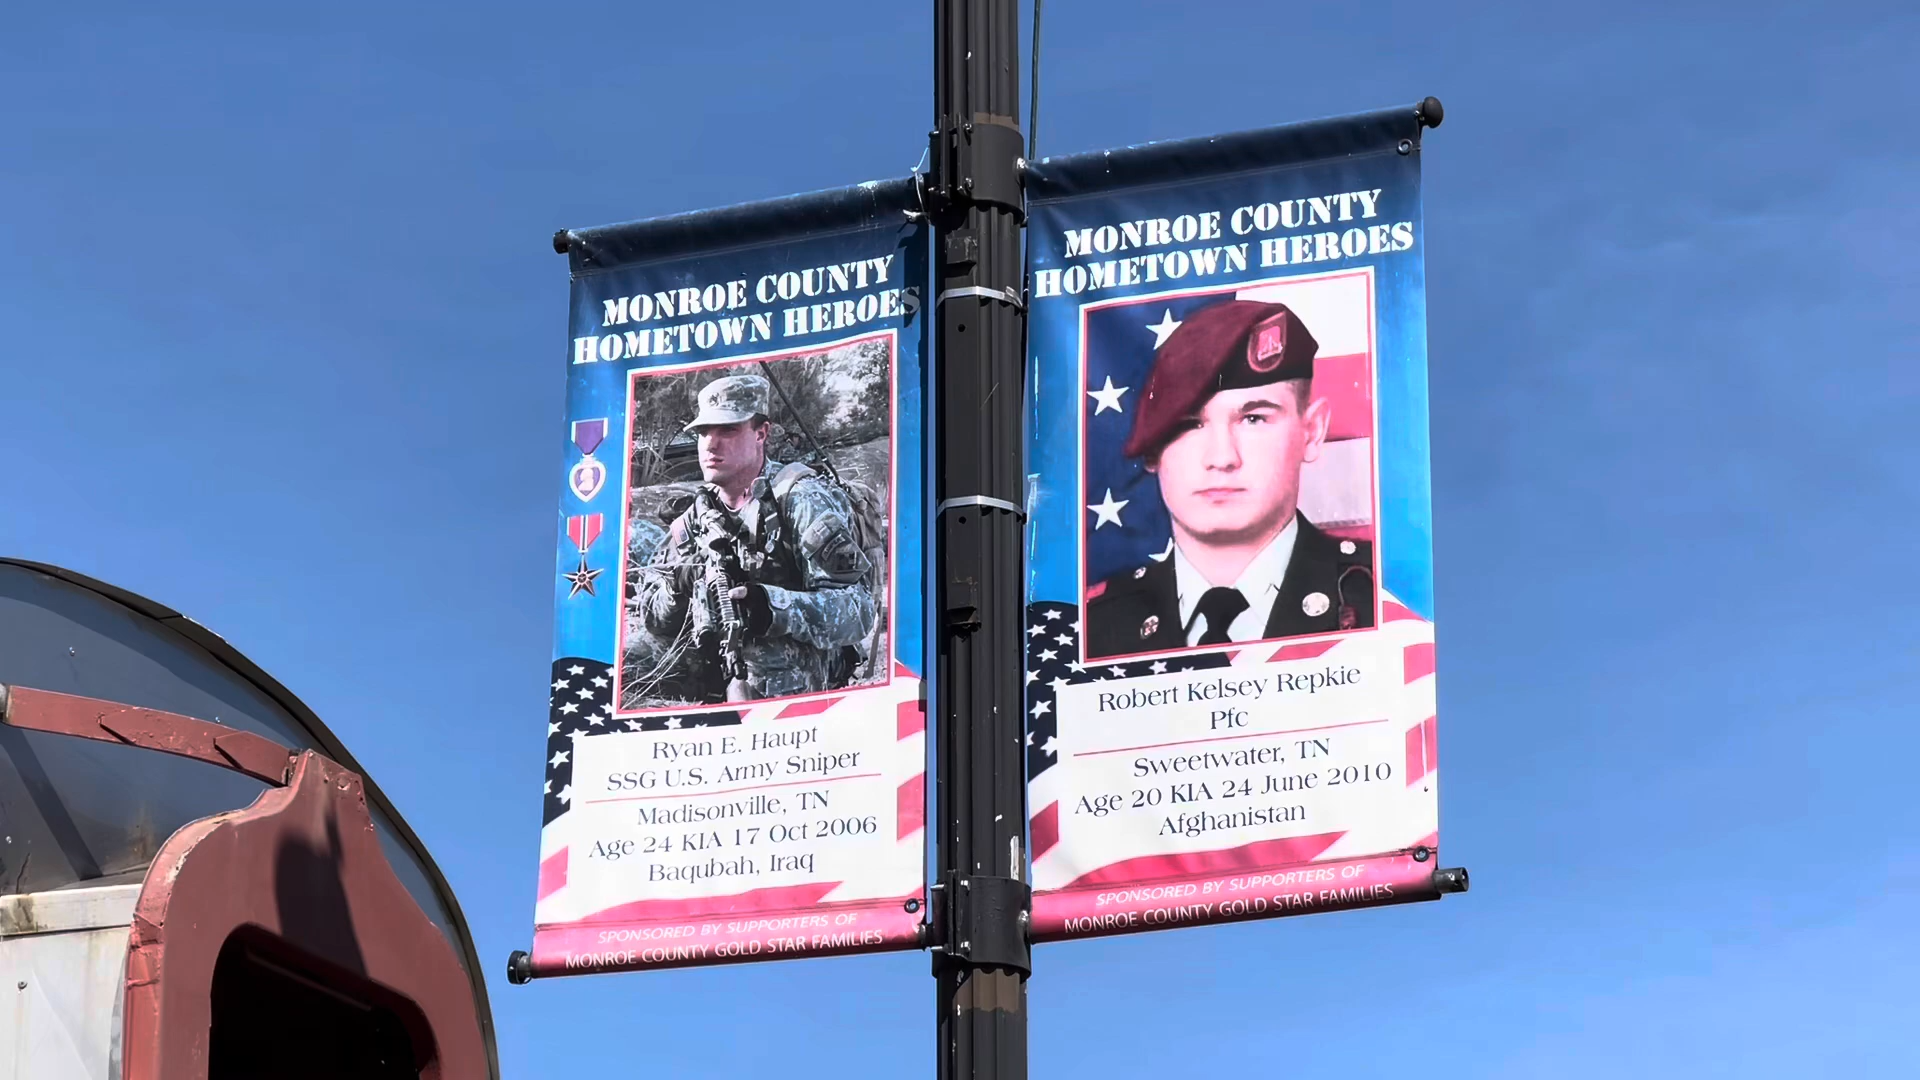 MONROE COUNTY
HOMETOWN HEROES
Ryan E. Haupt
SSG U.S. Army Sniper
Madisonville, TN
Age 24 KIA 17 Oct 2006
Baqubah, Iraq
SPONSORED BY SUPPORTERS OF
MONROE COUNTY GOLD STAR FAMILIES
MONROE COUNTY
HOMETOWN HEROES
Robert Kelsey Repkie
Pfc
Sweetwater, TN
Age 20 KIA 24 June 2010
Afghanistan
SPONSORED BY SUPPORTERS OF
MONROE COUNTY GOLD STAR FAMILIES